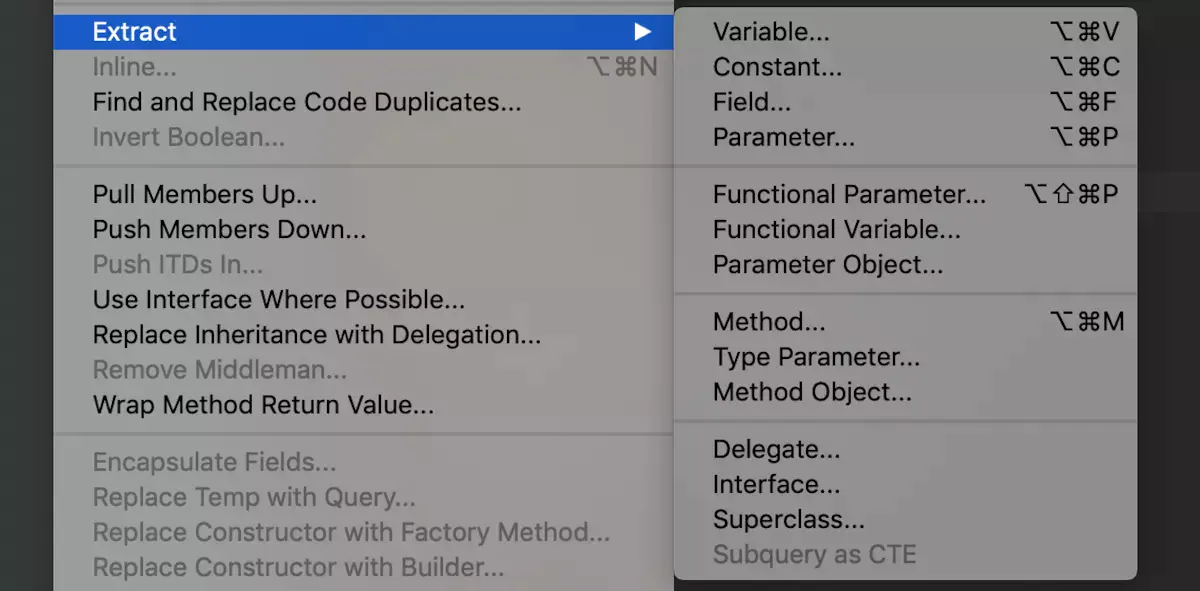 Extract ▶
Inline... ⌥⌘N
Find and Replace Code Duplicates...
Invert Boolean...
Pull Members Up...
Push Members Down...
Push ITDs In...
Use Interface Where Possible...
Replace Inheritance with Delegation...
Remove Middleman...
Wrap Method Return Value...
Encapsulate Fields...
Replace Temp with Query...
Replace Constructor with Factory Method...
Replace Constructor with Builder...
Variable... ⌥⌘V
Constant... ⌥⌘C
Field... ⌥⌘F
Parameter... ⌥⌘P
Functional Parameter... ⌥⇧⌘P
Functional Variable...
Parameter Object...
Method... ⌥⌘M
Type Parameter...
Method Object...
Delegate...
Interface...
Superclass...
Subquery as CTE